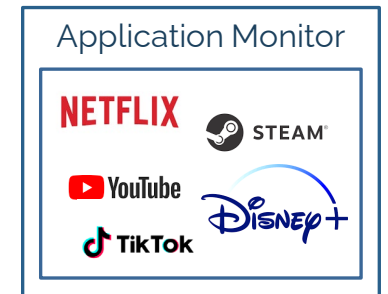 Application Monitor
NETFLIX
STEAM®
YouTube
Disney+
TikTok